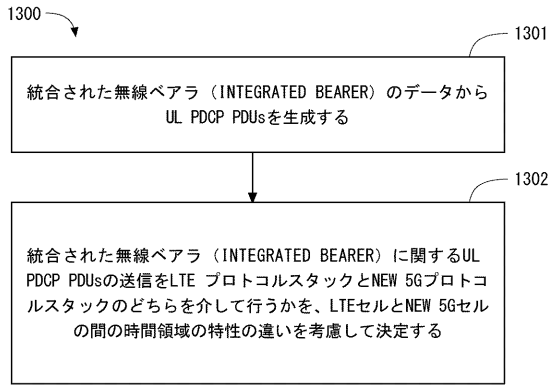 1300
1301
統合された無線ベアラ（INTEGRATED BEARER）のデータから
UL PDCP PDUsを生成する
1302
統合された無線ベアラ（INTEGRATED BEARER）に関するUL
PDCP PDUsの送信をLTE プロトコルスタックとNEW 5Gプロトコ
ルスタックのどちらを介して行うかを、LTEセルとNEW 5Gセル
の間の時間領域の特性の違いを考慮して決定する